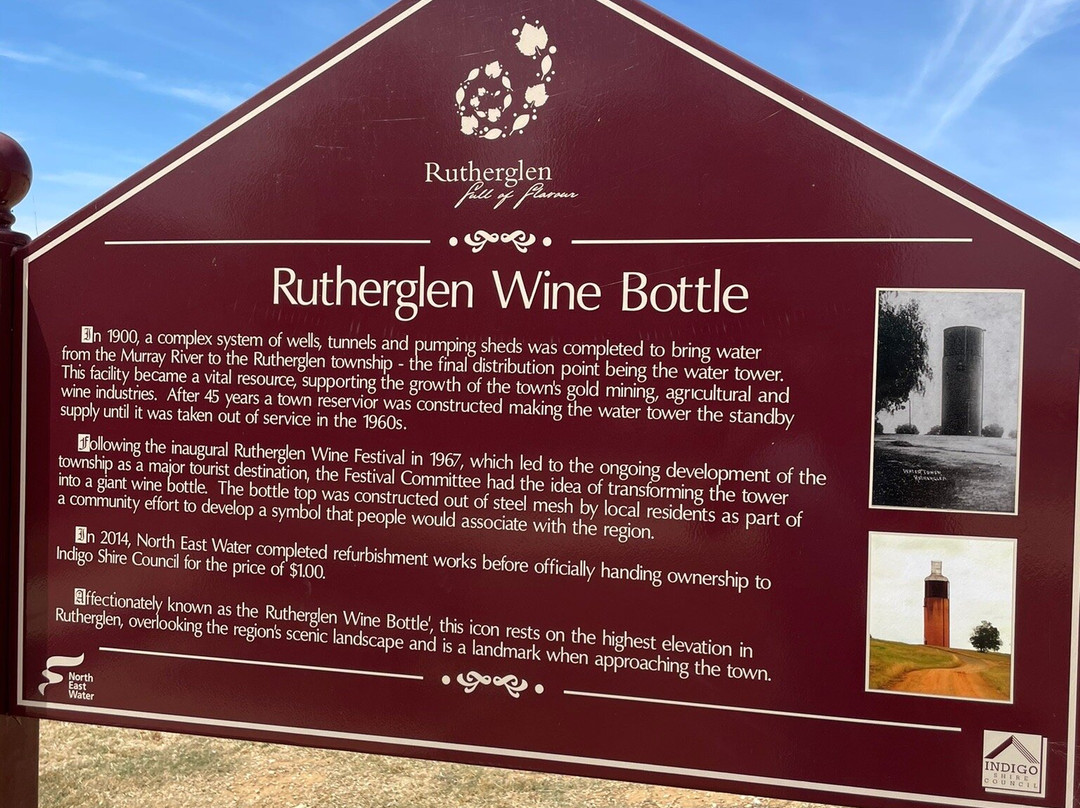 Rutherglen
full of flavour
Rutherglen Wine Bottle
In 1900, a complex system of wells, tunnels and pumping sheds was completed to bring water
from the Murray River to the Rutherglen township - the final distribution point being the water tower.
This facility became a vital resource, supporting the growth of the town's gold mining, agricultural and
wine industries. After 45 years a town reservior was constructed making the water tower the standby
supply until it was taken out of service in the 1960s.
Following the inaugural Rutherglen Wine Festival in 1967, which led to the ongoing development of the
township as a major tourist destination, the Festival Committee had the idea of transforming the tower
into a giant wine bottle. The bottle top was constructed out of steel mesh by local residents as part of
a community effort to develop a symbol that people would associate with the region.
In 2014, North East Water completed refurbishment works before officially handing ownership to
Indigo Shire Council for the price of $1.00.
Affectionately known as the Rutherglen Wine Bottle', this icon rests on the highest elevation in
Rutherglen, overlooking the region's scenic landscape and is a landmark when approaching the town.
WATER TOWER
RUTHERGLEN
North
East
Water
INDIGO
SHIRE
COUNCIL